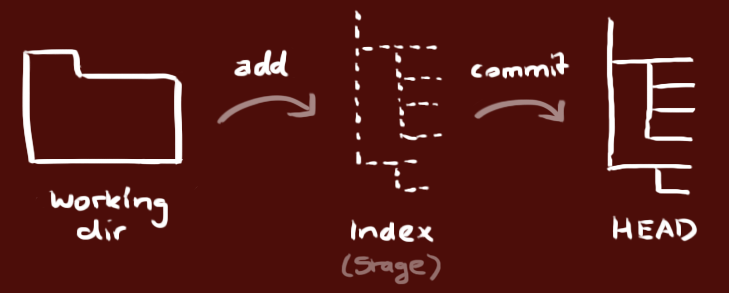 add
commit
working
dir
Index
(Stage)
HEAD